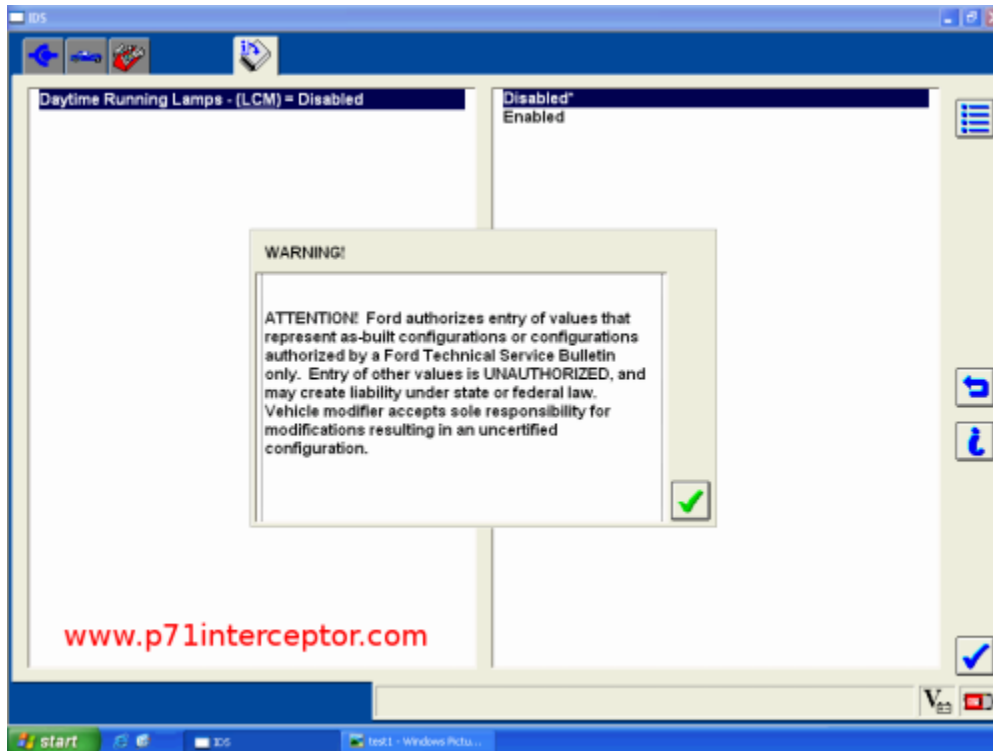 IDS
Daytime Running Lamps - (LCM) = Disabled
Disabled*
Enabled
WARNING!
ATTENTION! Ford authorizes entry of values that
represent as-built configurations or configurations
authorized by a Ford Technical Service Bulletin
only. Entry of other values is UNAUTHORIZED, and
may create liability under state or federal law.
Vehicle modifier accepts sole responsibility for
modifications resulting in an uncertified
configuration.
www.p71interceptor.com
V
start
IDS
test1 - Windows Pictu...